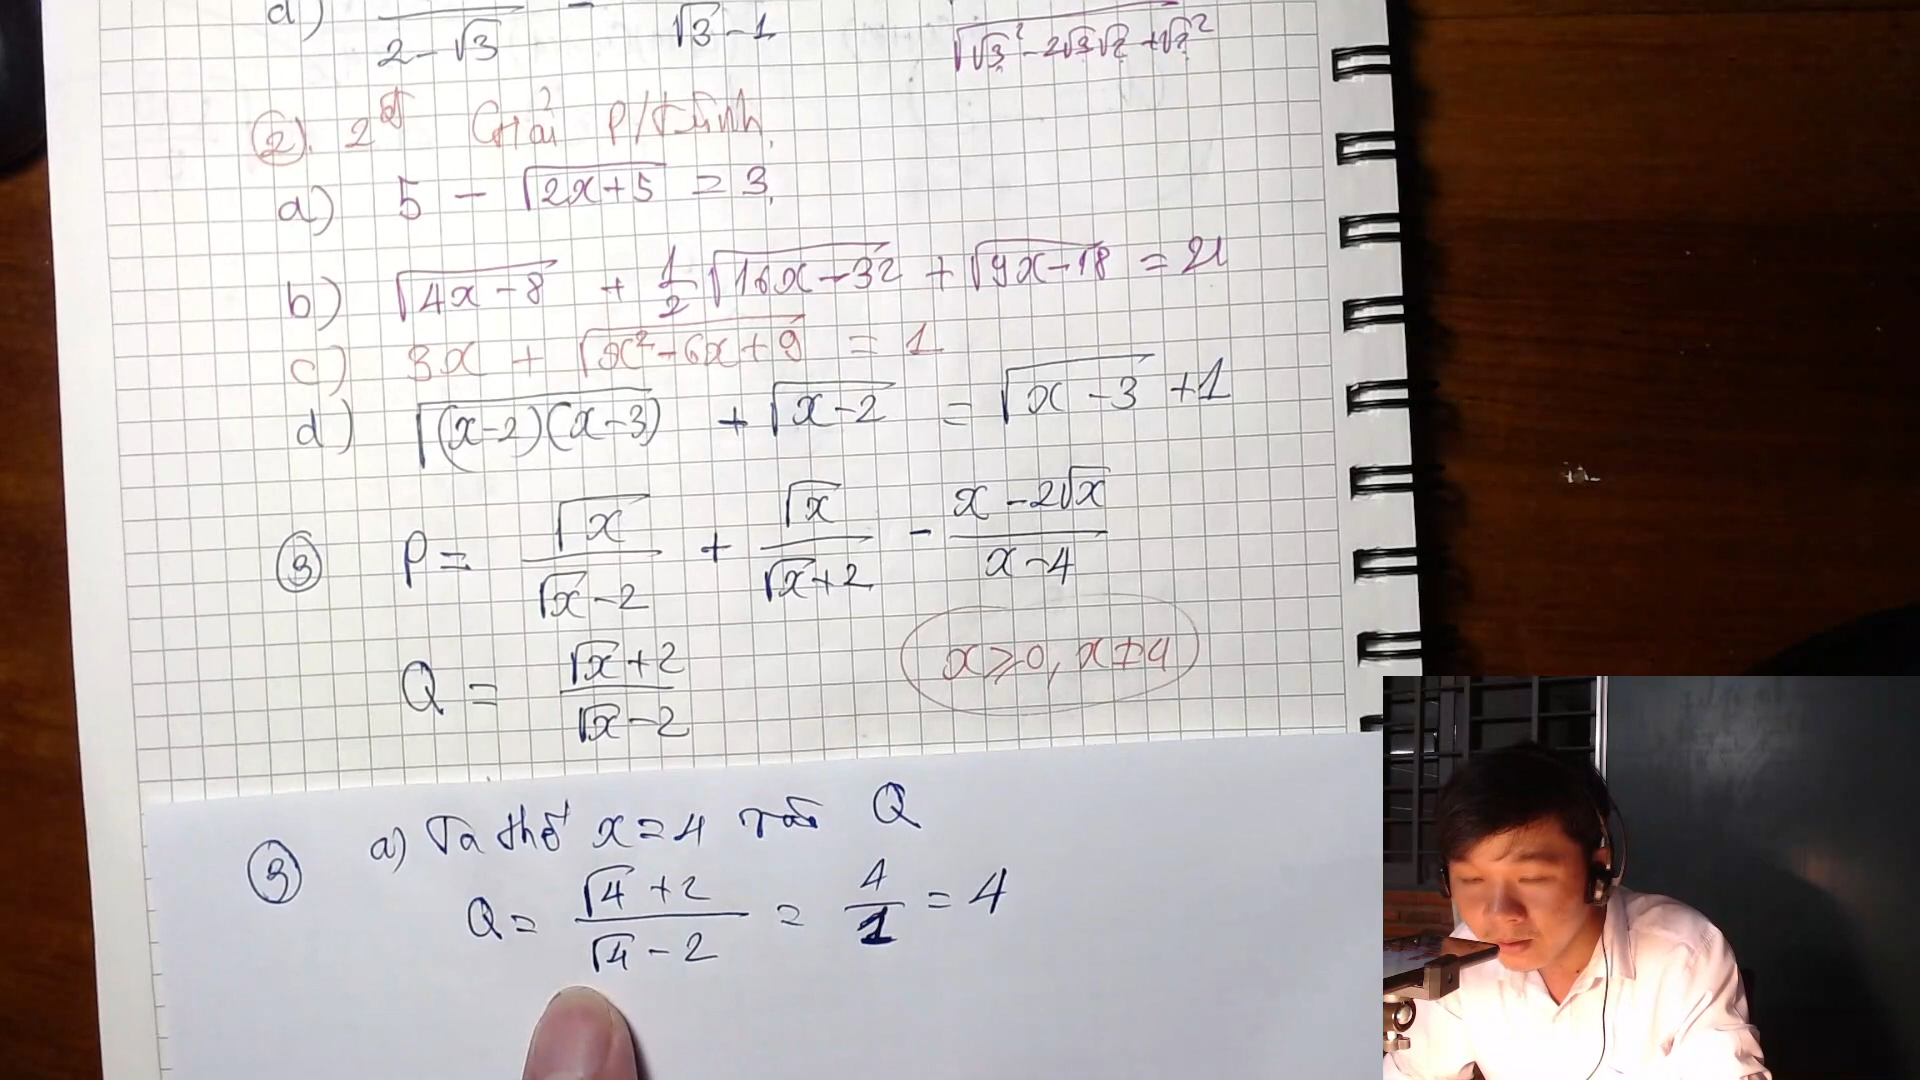 d) 2-√3 - √3-1 √(√3² - 2√3√2 + √2²)
②. 2đ Giải p/trình
a) 5 - √(2x+5) = 3
b) √(4x-8) + 1/2 √(16x-32) + √(9x-18) = 21
c) 3x + √(x²-6x+9) = 1
d) √((x-2)(x-3)) + √(x-2) = √(x-3) + 1
③ P = √x/(√x-2) + √x/(√x+2) - (x-2√x)/(x-4)
Q = (√x+2)/(√x-2) x≥0, x≠4
③ a) Ta thế x=4 vào Q
Q = (√4+2)/(√4-2) = 4/1 = 4